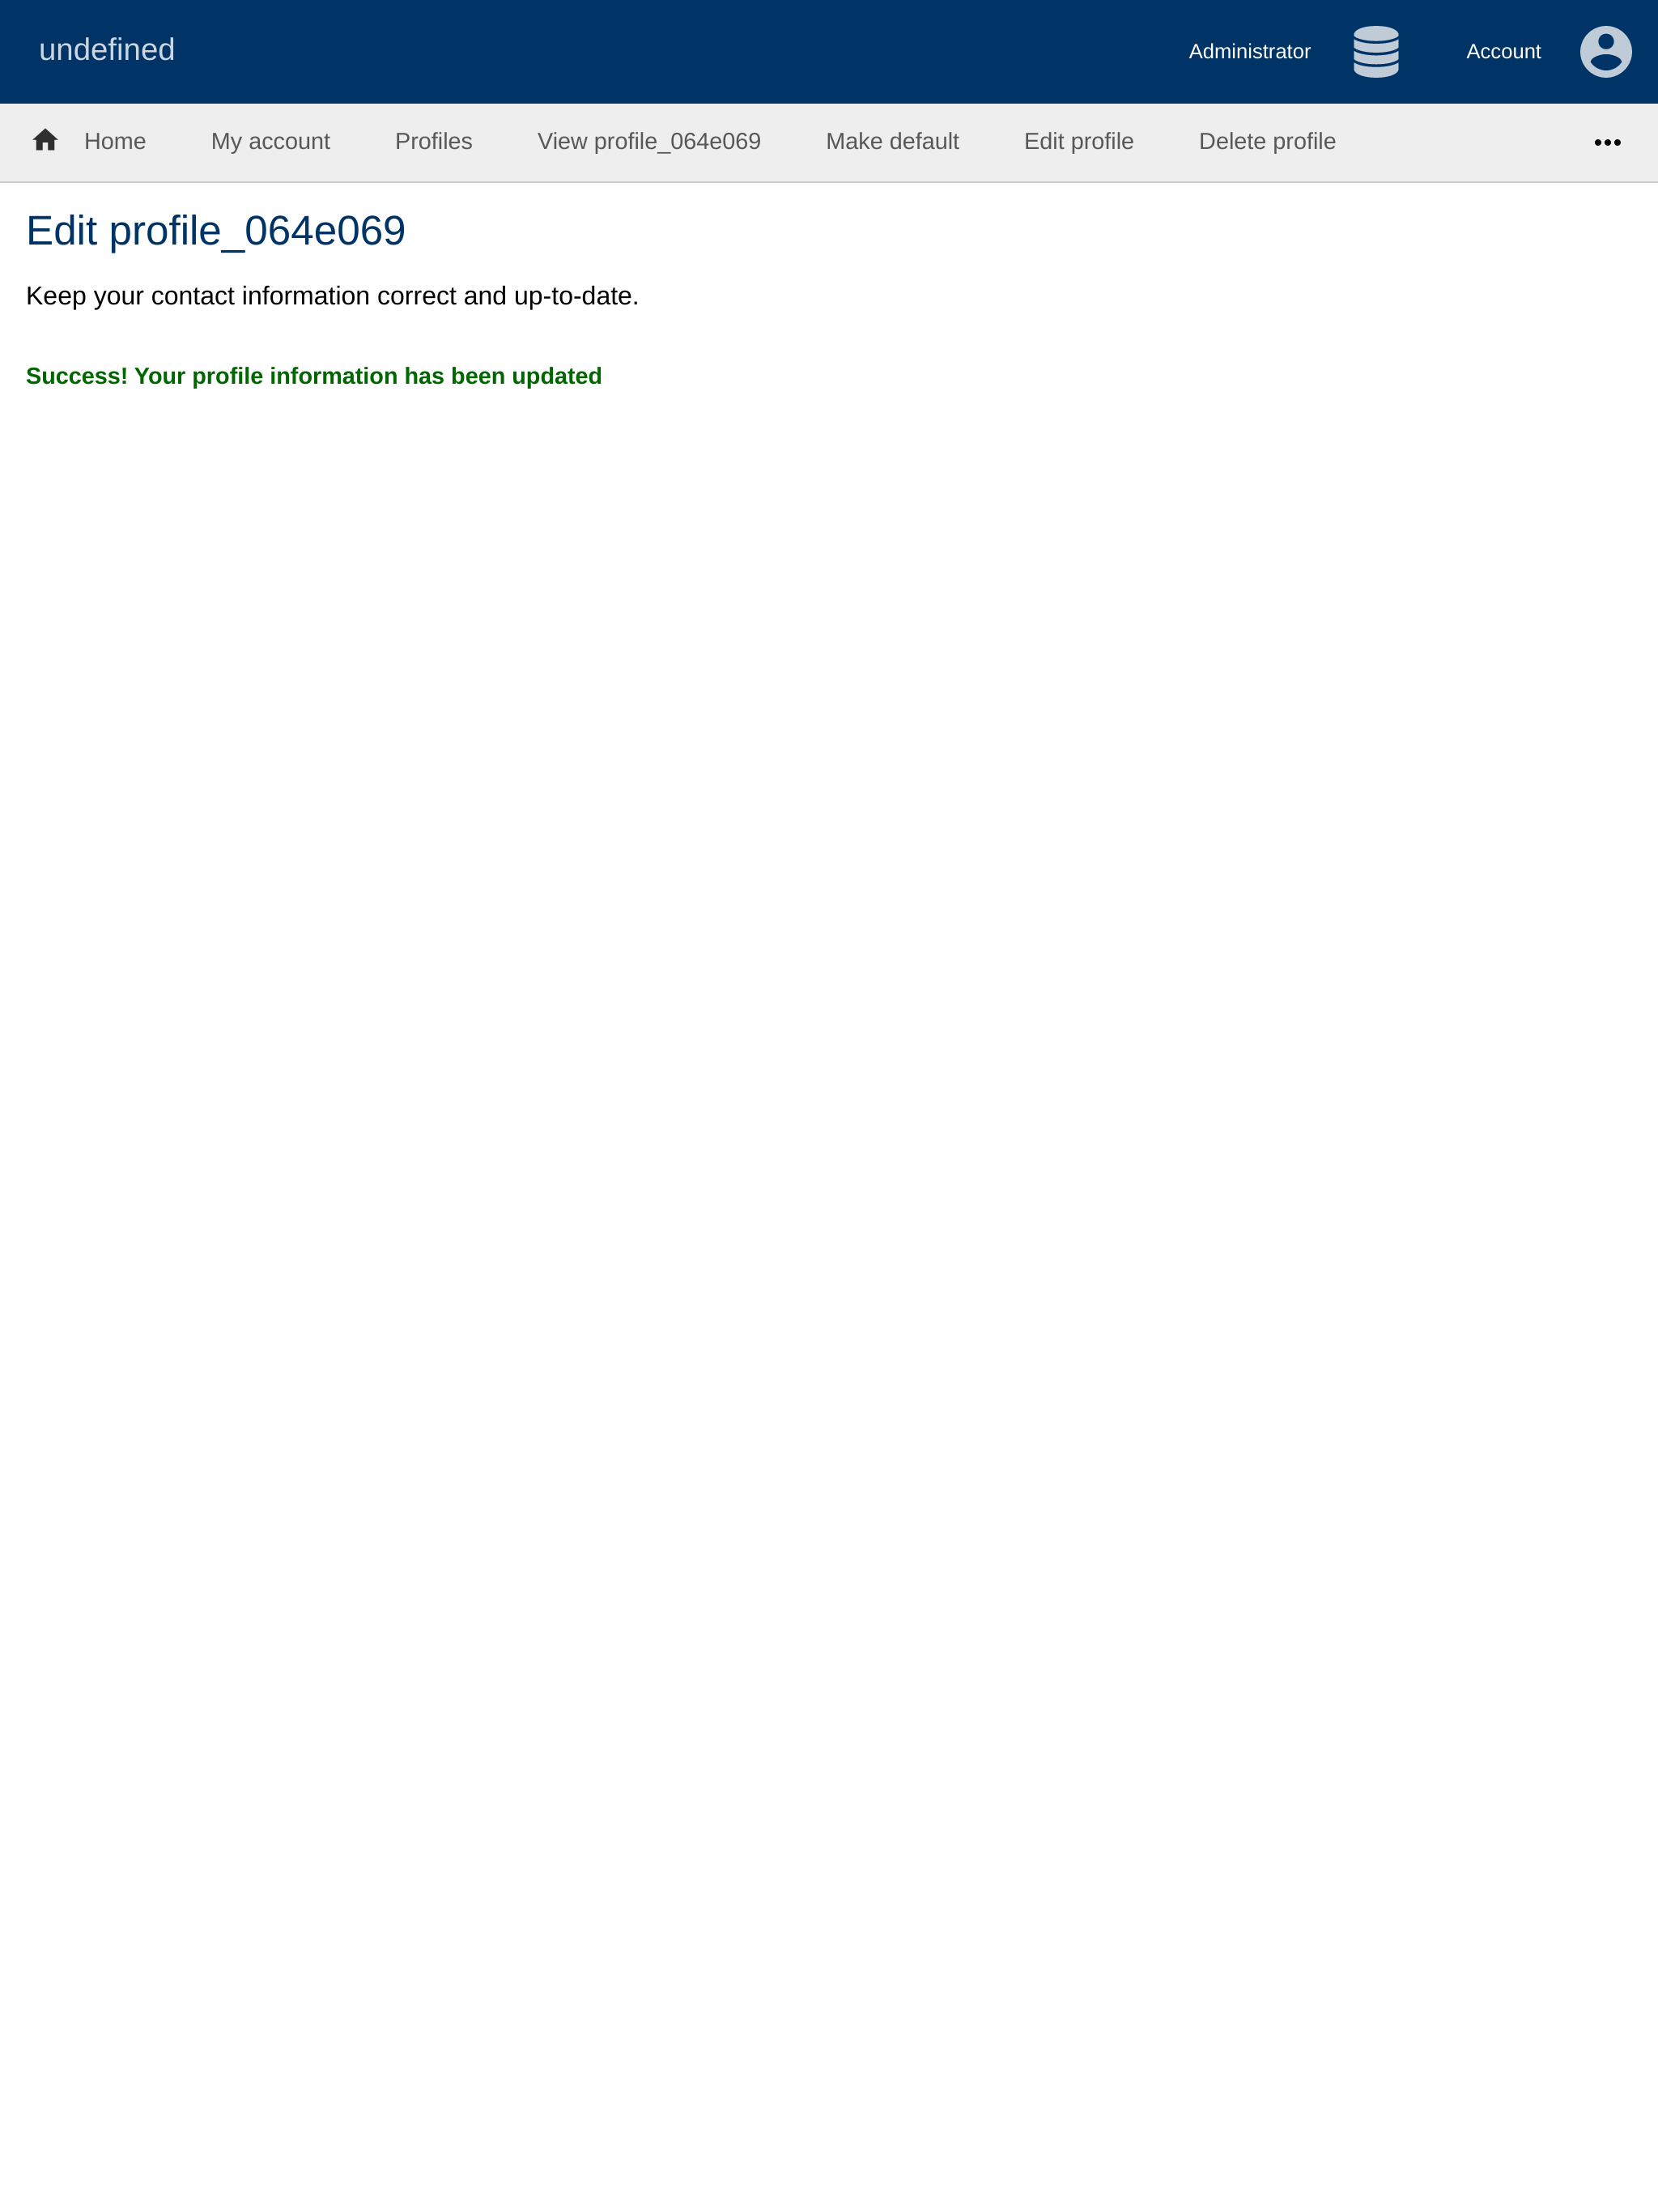 undefined
Administrator
Account
Home
My account
Profiles
View profile_064e069
Make default
Edit profile
Delete profile
Edit profile_064e069
Keep your contact information correct and up-to-date.
Success! Your profile information has been updated